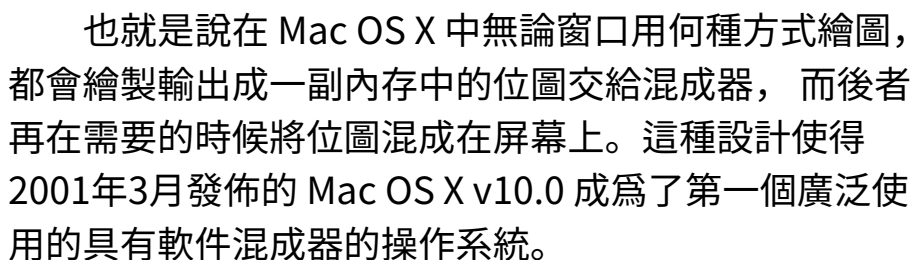 也就是說在 Mac OS X 中無論窗口用何種方式繪圖，
都會繪製輸出成一副內存中的位圖交給混成器， 而後者
再在需要的時候將位圖混成在屏幕上。這種設計使得
2001年3月發佈的 Mac OS X v10.0 成爲了第一個廣泛使
用的具有軟件混成器的操作系統。